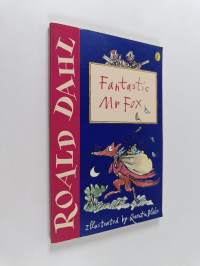 ROALD DAHL
Fantastic
Mr Fox
Illustrated by Quentin Blake